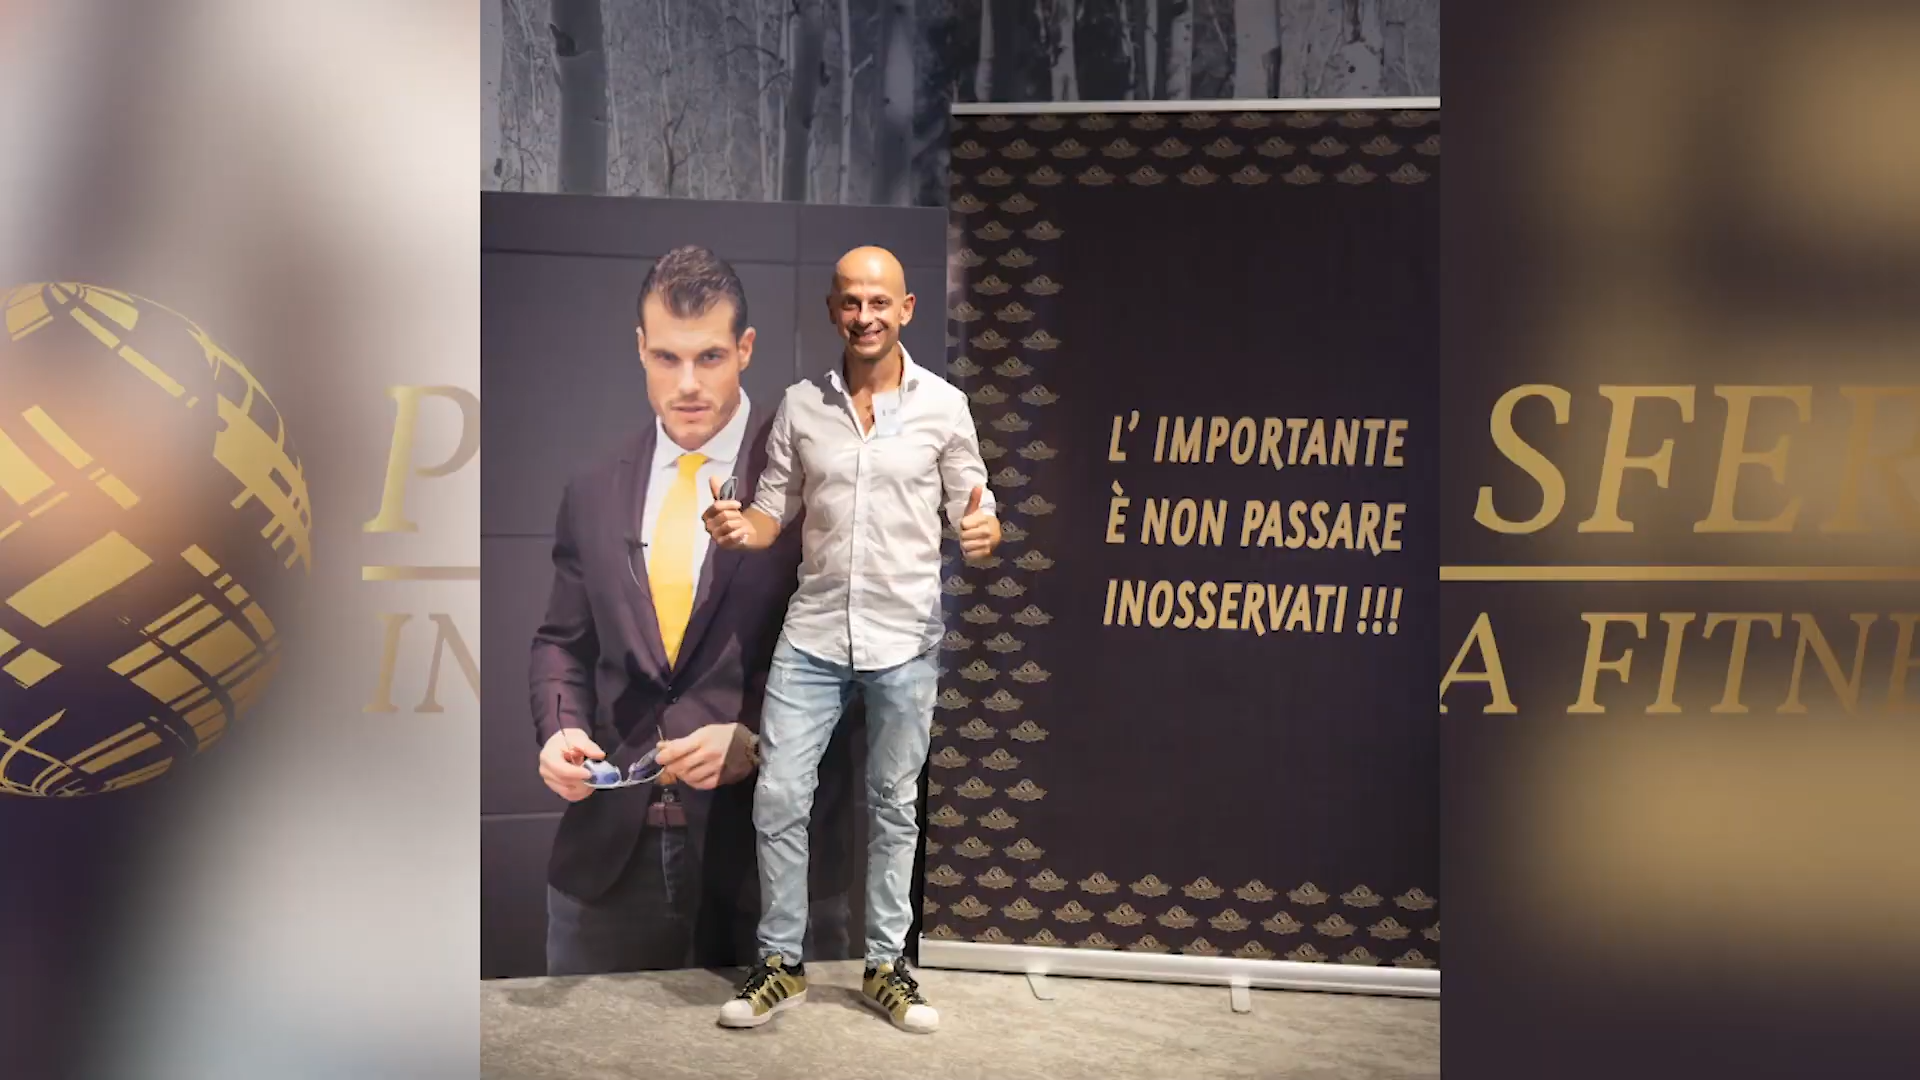 L' IMPORTANTE
È NON PASSARE
INOSSERVATI !!!
P
SFER
IN
A FITNE